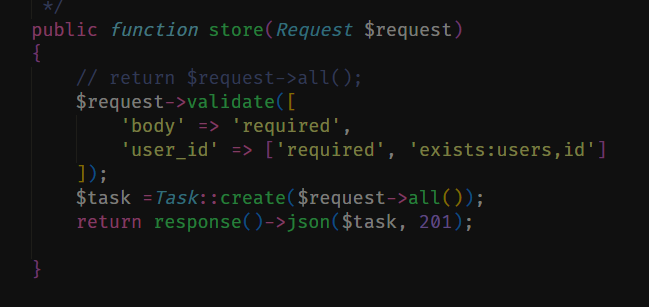 */
public function store(Request $request)
{
// return $request->all();
$request->validate([
'body' => 'required',
'user_id' => ['required', 'exists:users,id']
]);
$task =Task::create($request->all());
return response()->json($task, 201);
}